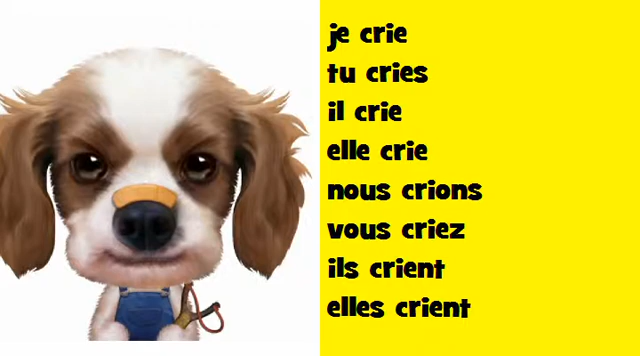 je crie
tu cries
il crie
elle crie
nous crions
vous criez
ils crient
elles crient